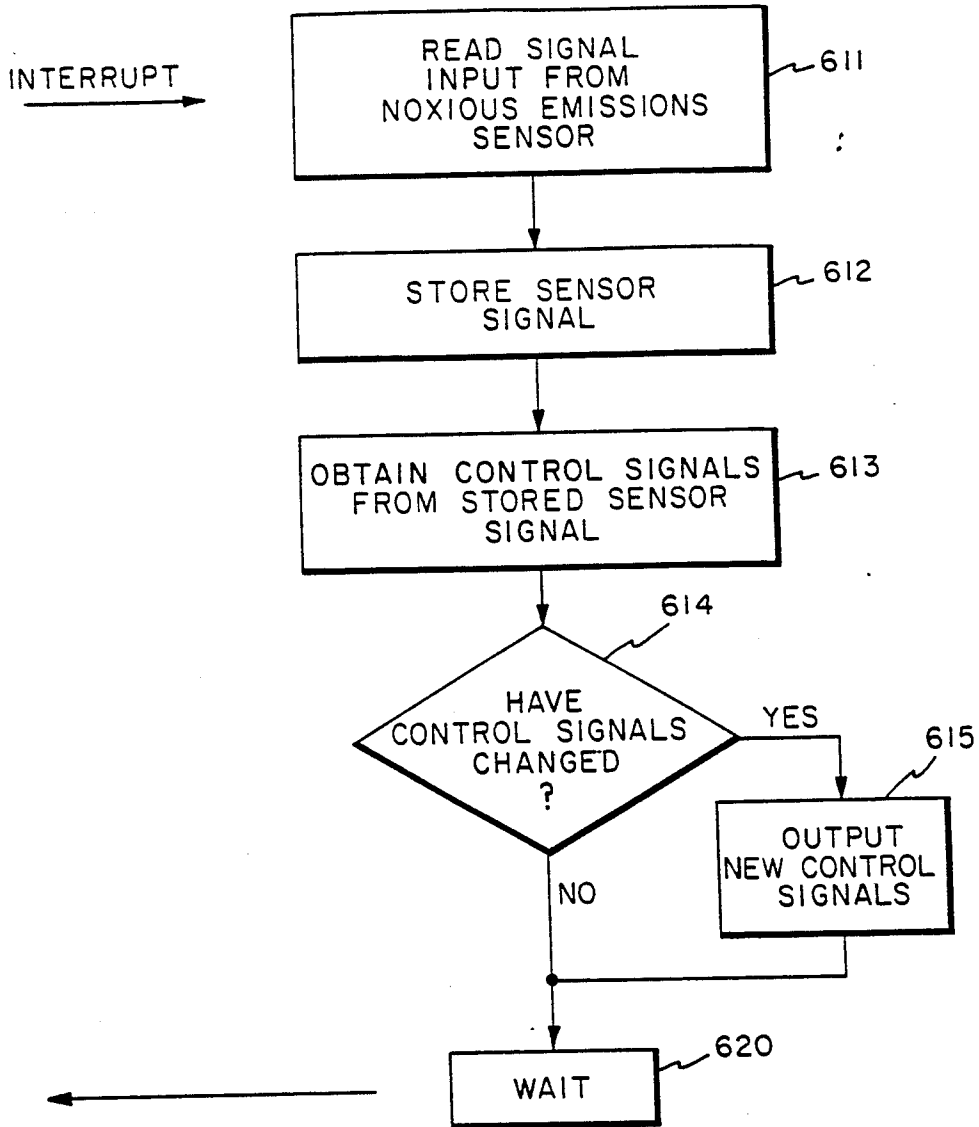 INTERRUPT
READ SIGNAL
INPUT FROM
NOXIOUS EMISSIONS
SENSOR
611
STORE SENSOR
SIGNAL
612
OBTAIN CONTROL SIGNALS
FROM STORED SENSOR
SIGNAL
613
614
HAVE
CONTROL SIGNALS
CHANGED
?
YES
615
OUTPUT
NEW CONTROL
SIGNALS
NO
620
WAIT